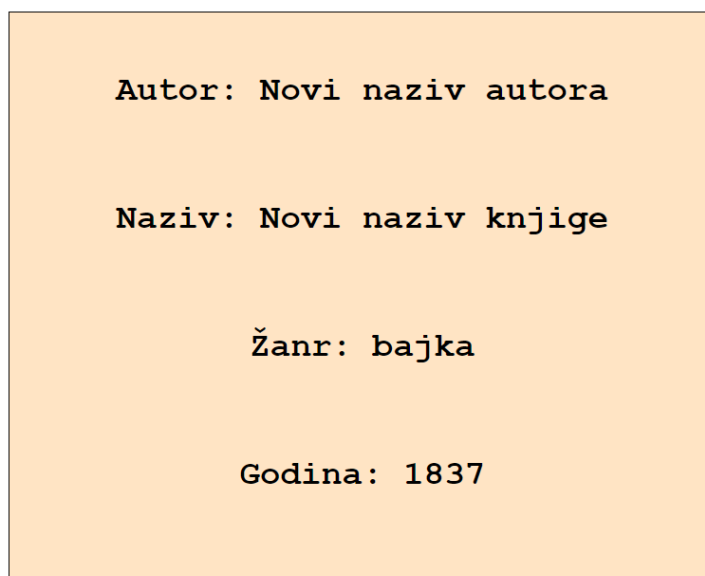 Autor: Novi naziv autora
Naziv: Novi naziv knjige
Žanr: bajka
Godina: 1837